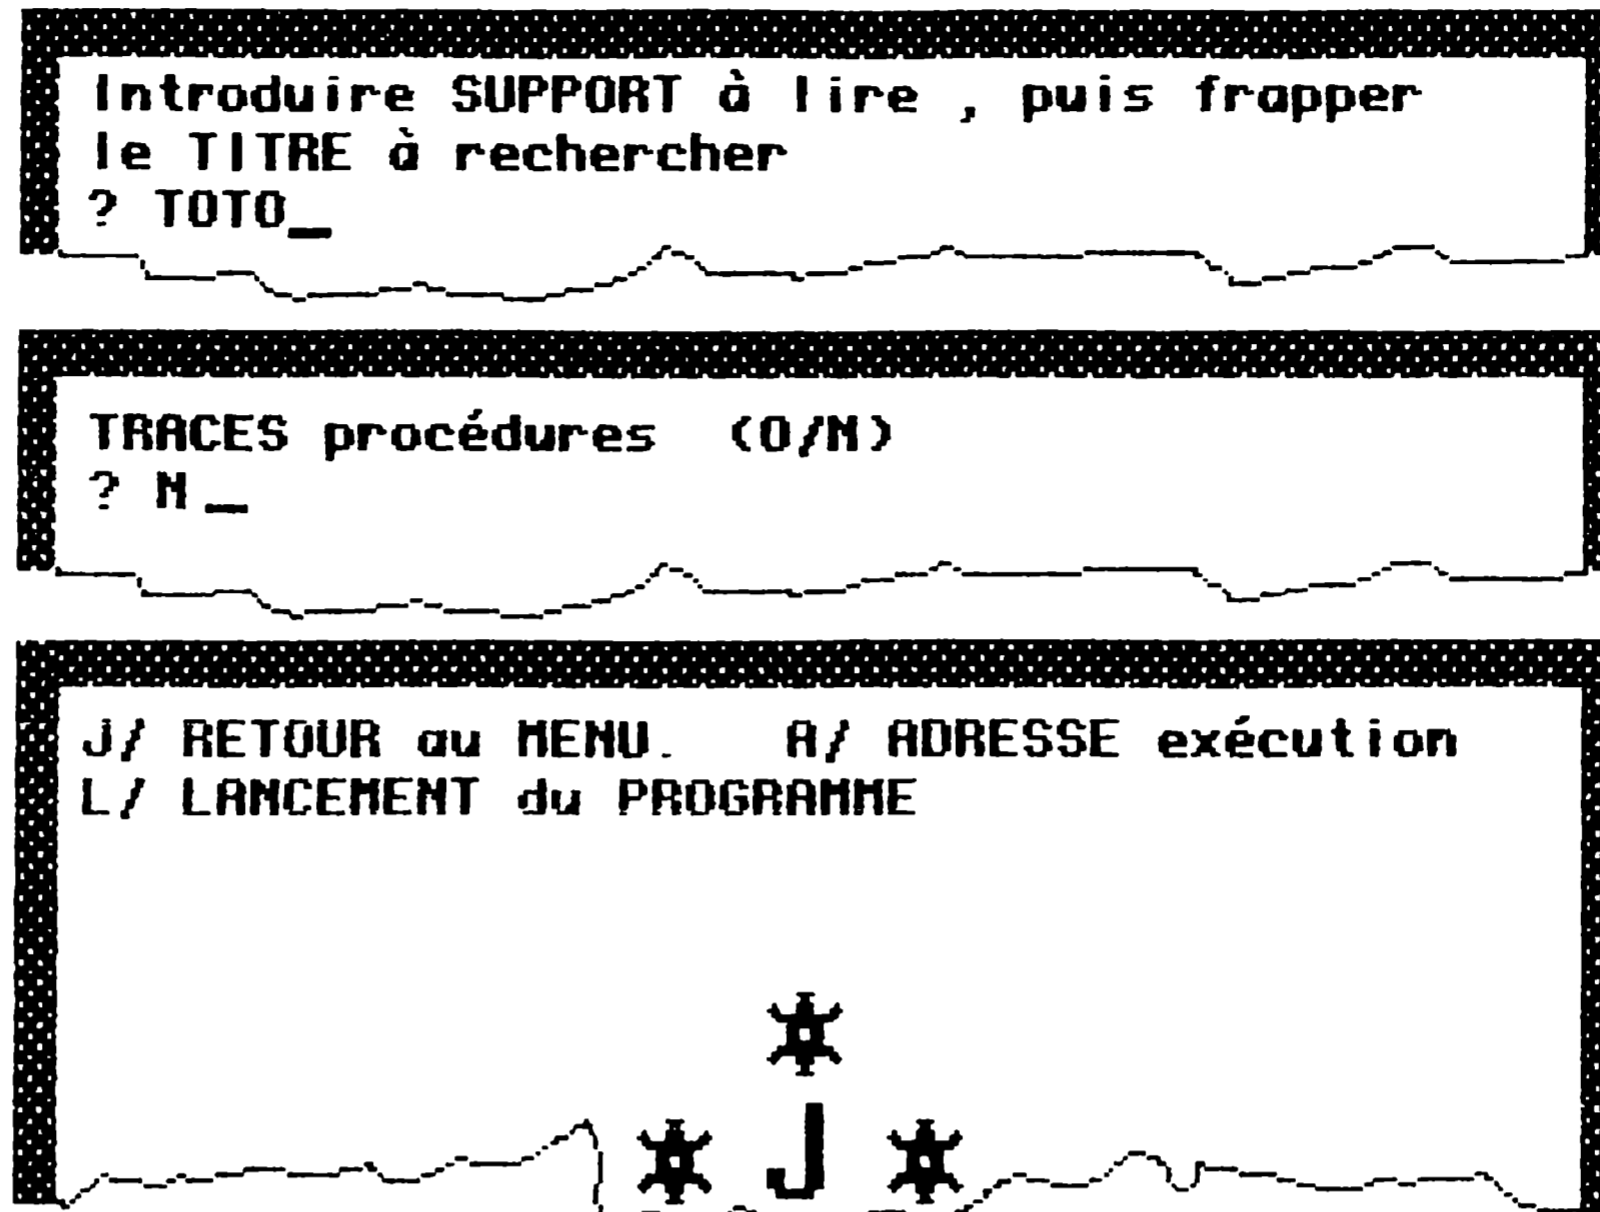 Introduire SUPPORT à lire , puis frapper
le TITRE à rechercher
? TOTO_
TRACES procédures (O/N)
? N_
J/ RETOUR au MENU. A/ ADRESSE exécution
L/ LANCEMENT du PROGRAMME
J